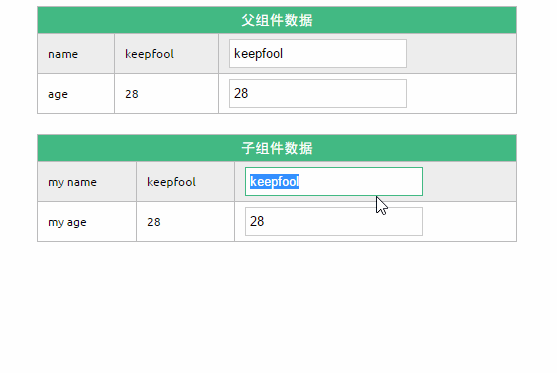 父组件数据
name keepfool keepfool
age 28 28
子组件数据
my name keepfool keepfool
my age 28 28